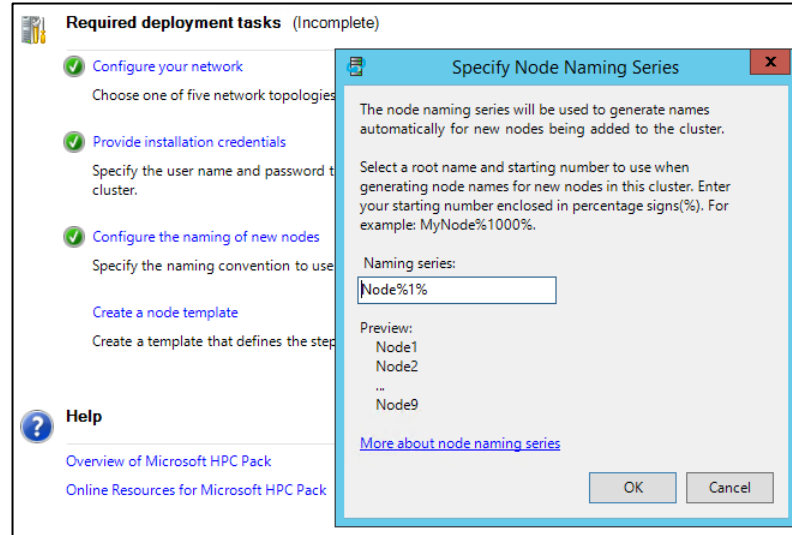 Required deployment tasks (Incomplete)
Configure your network
Choose one of five network topologies
Provide installation credentials
Specify the user name and password t
cluster.
Configure the naming of new nodes
Specify the naming convention to use
Create a node template
Create a template that defines the step
Help
Overview of Microsoft HPC Pack
Online Resources for Microsoft HPC Pack
Specify Node Naming Series
x
The node naming series will be used to generate names
automatically for new nodes being added to the cluster.
Select a root name and starting number to use when
generating node names for new nodes in this cluster. Enter
your starting number enclosed in percentage signs(%). For
example: MyNode%1000%.
Naming series:
Node%1%
Preview:
Node1
Node2
...
Node9
More about node naming series
OK
Cancel